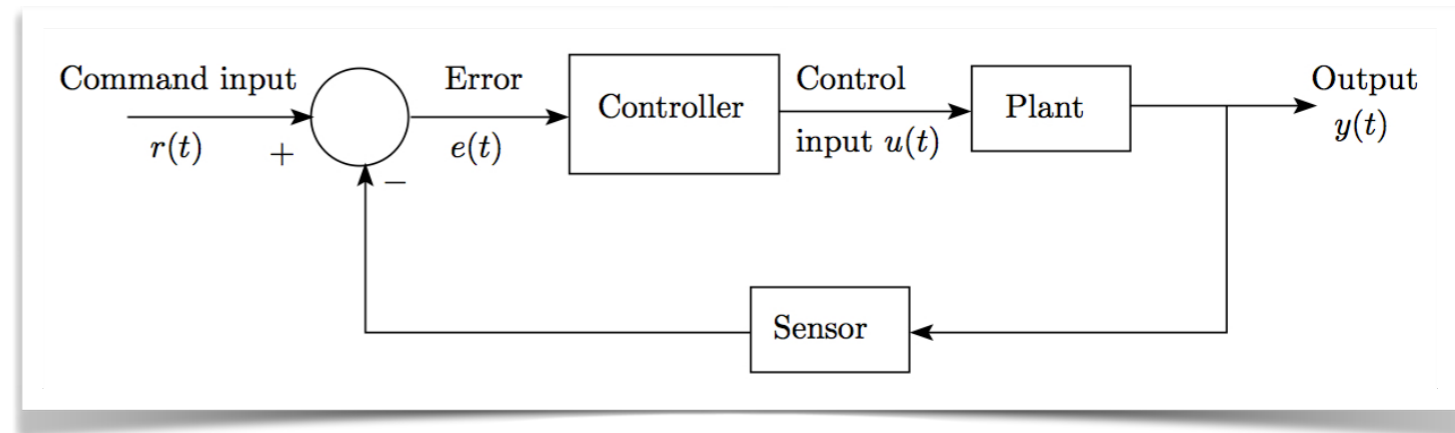 Command input
r(t)
+
−
Error
e(t)
Controller
Control
input u(t)
Plant
Output
y(t)
Sensor